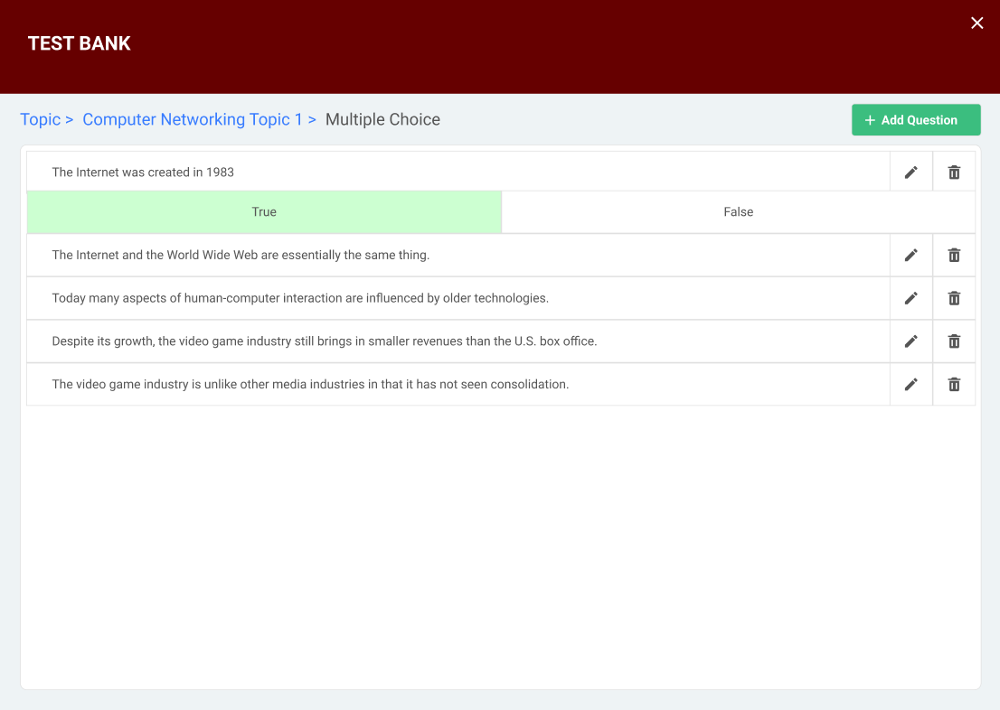 TEST BANK
Topic > Computer Networking Topic 1 > Multiple Choice
+ Add Question
The Internet was created in 1983
True False
The Internet and the World Wide Web are essentially the same thing.
Today many aspects of human-computer interaction are influenced by older technologies.
Despite its growth, the video game industry still brings in smaller revenues than the U.S. box office.
The video game industry is unlike other media industries in that it has not seen consolidation.